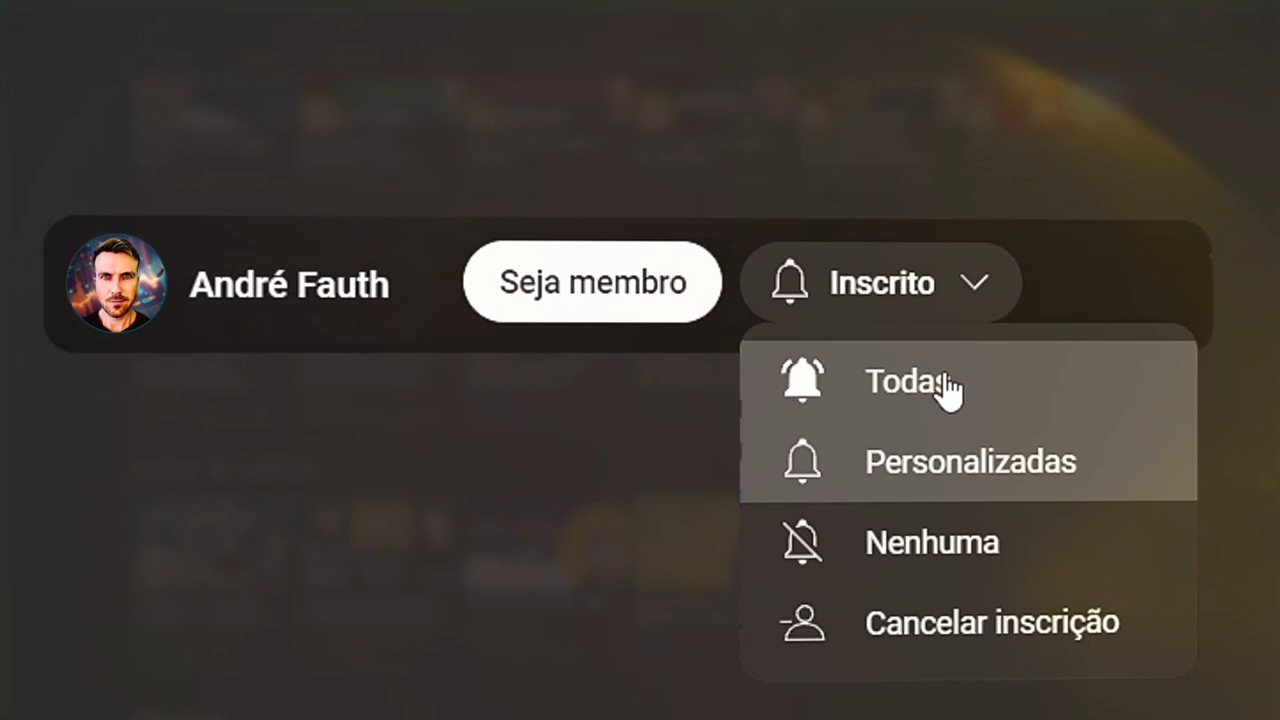 André Fauth
Seja membro
Inscrito
Todas
Personalizadas
Nenhuma
Cancelar inscrição